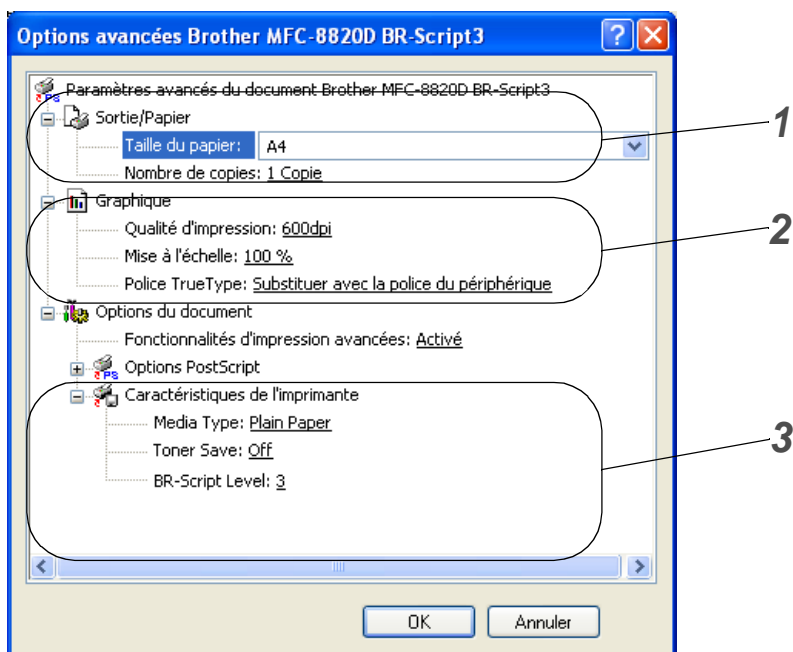 Options avancées Brother MFC-8820D BR-Script3
Paramètres avancés du document Brother MFC-8820D BR-Script3
Sortie/Papier
Taille du papier: A4
Nombre de copies: 1 Copie
1
Graphique
Qualité d'impression: 600dpi
Mise à l'échelle: 100 %
Police TrueType: Substituer avec la police du périphérique
2
Options du document
Fonctionnalités d'impression avancées: Activé
Options PostScript
Caractéristiques de l'imprimante
Media Type: Plain Paper
Toner Save: Off
BR-Script Level: 3
3
OK Annuler